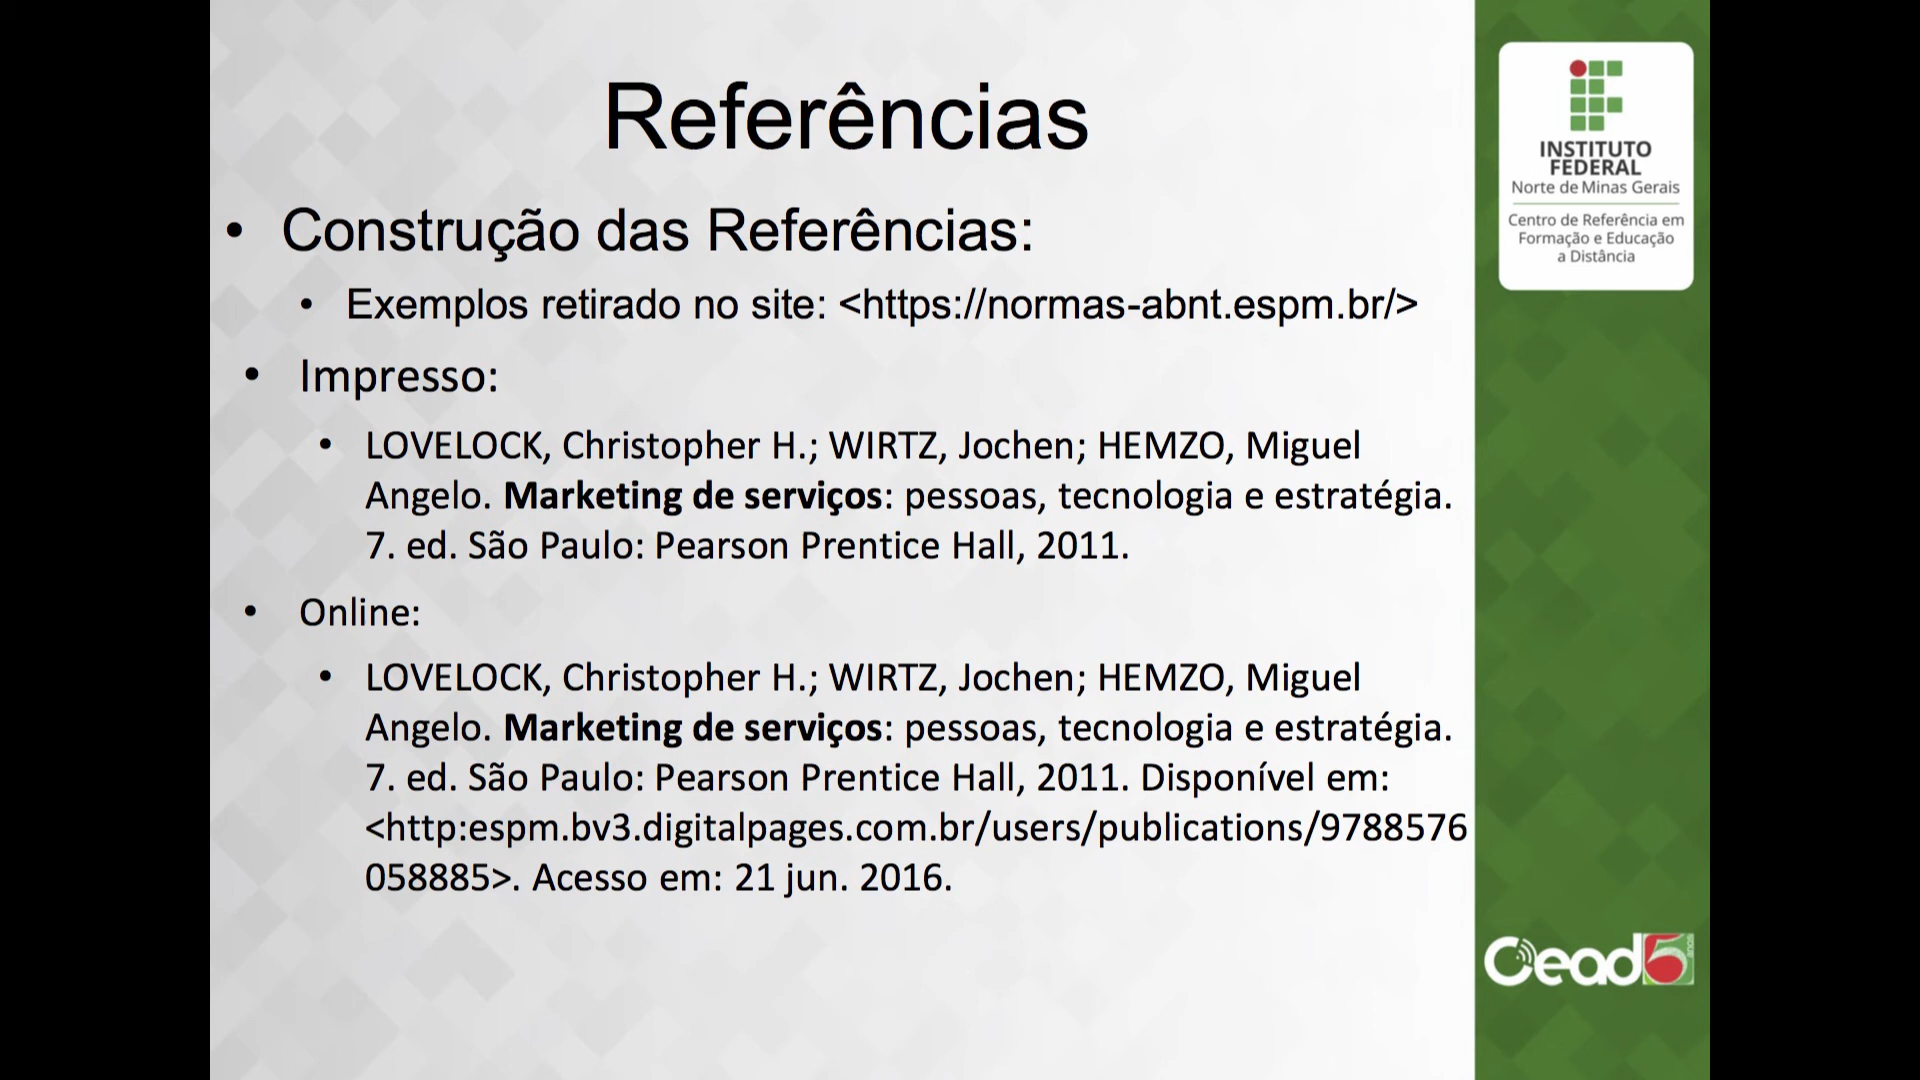 Referências
• Construção das Referências:
• Exemplos retirado no site: <https://normas-abnt.espm.br/>
• Impresso:
• LOVELOCK, Christopher H.; WIRTZ, Jochen; HEMZO, Miguel
Angelo. Marketing de serviços: pessoas, tecnologia e estratégia.
7. ed. São Paulo: Pearson Prentice Hall, 2011.
• Online:
• LOVELOCK, Christopher H.; WIRTZ, Jochen; HEMZO, Miguel
Angelo. Marketing de serviços: pessoas, tecnologia e estratégia.
7. ed. São Paulo: Pearson Prentice Hall, 2011. Disponível em:
<http:espm.bv3.digitalpages.com.br/users/publications/9788576
058885>. Acesso em: 21 jun. 2016.
INSTITUTO
FEDERAL
Norte de Minas Gerais
Centro de Referência em
Formação e Educação
a Distância
Cead 5 anos